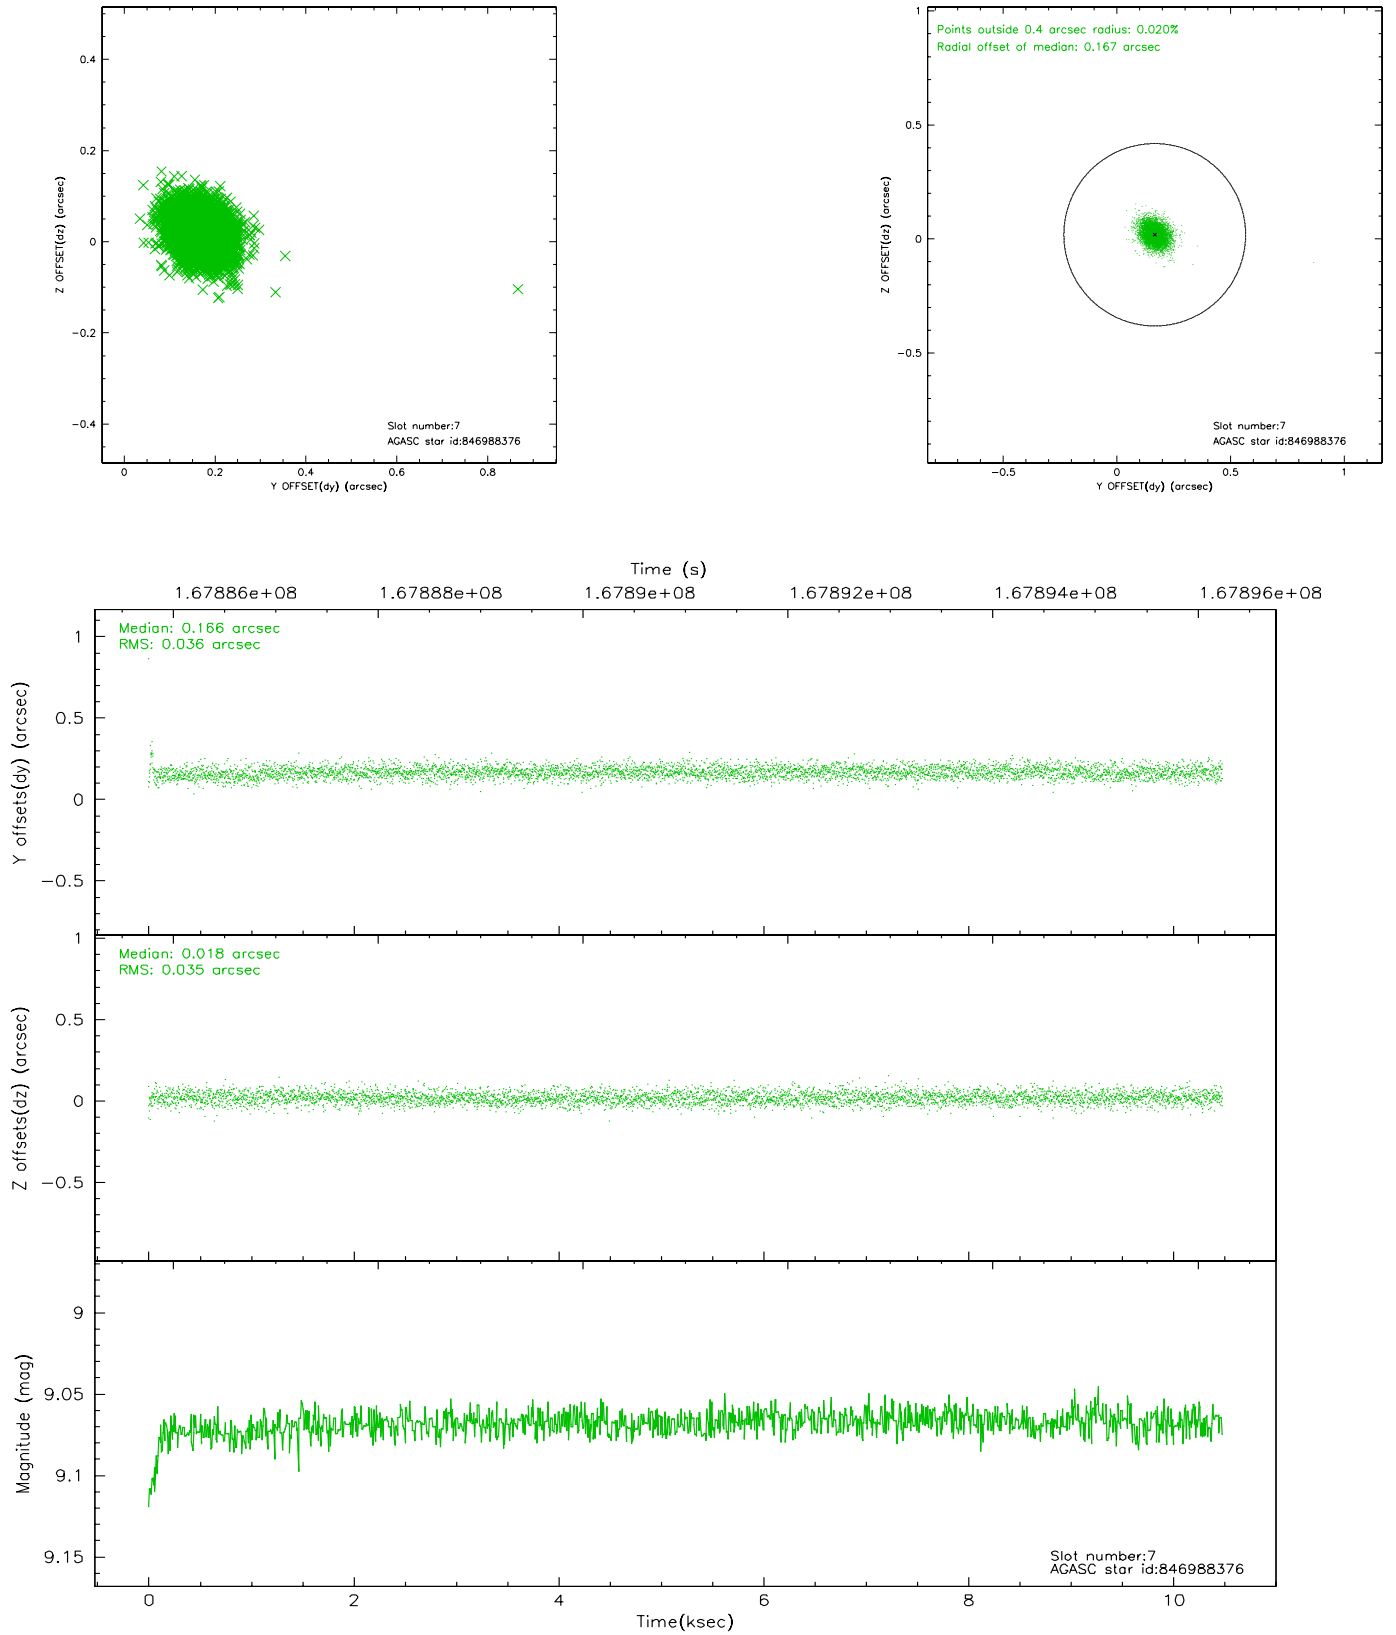 0.4
0.2
0
−0.2
−0.4
Z OFFSET(dz) (arcsec)
Slot number:7
AGASC star id:846988376
0 0.2 0.4 0.6 0.8
Y OFFSET(dy) (arcsec)
Points outside 0.4 arcsec radius: 0.020%
Radial offset of median: 0.167 arcsec
1
0.5
0
−0.5
Z OFFSET(dz) (arcsec)
Slot number:7
AGASC star id:846988376
−0.5 0 0.5 1
Y OFFSET(dy) (arcsec)
Time (s)
1.67886e+08 1.67888e+08 1.6789e+08 1.67892e+08 1.67894e+08 1.67896e+08
Median: 0.166 arcsec
RMS: 0.036 arcsec
1
0.5
0
−0.5
Y offsets(dy) (arcsec)
Median: 0.018 arcsec
RMS: 0.035 arcsec
1
0.5
0
−0.5
Z offsets(dz) (arcsec)
9
9.05
9.1
9.15
Magnitude (mag)
Slot number:7
AGASC star id:846988376
0 2 4 6 8 10
Time(ksec)